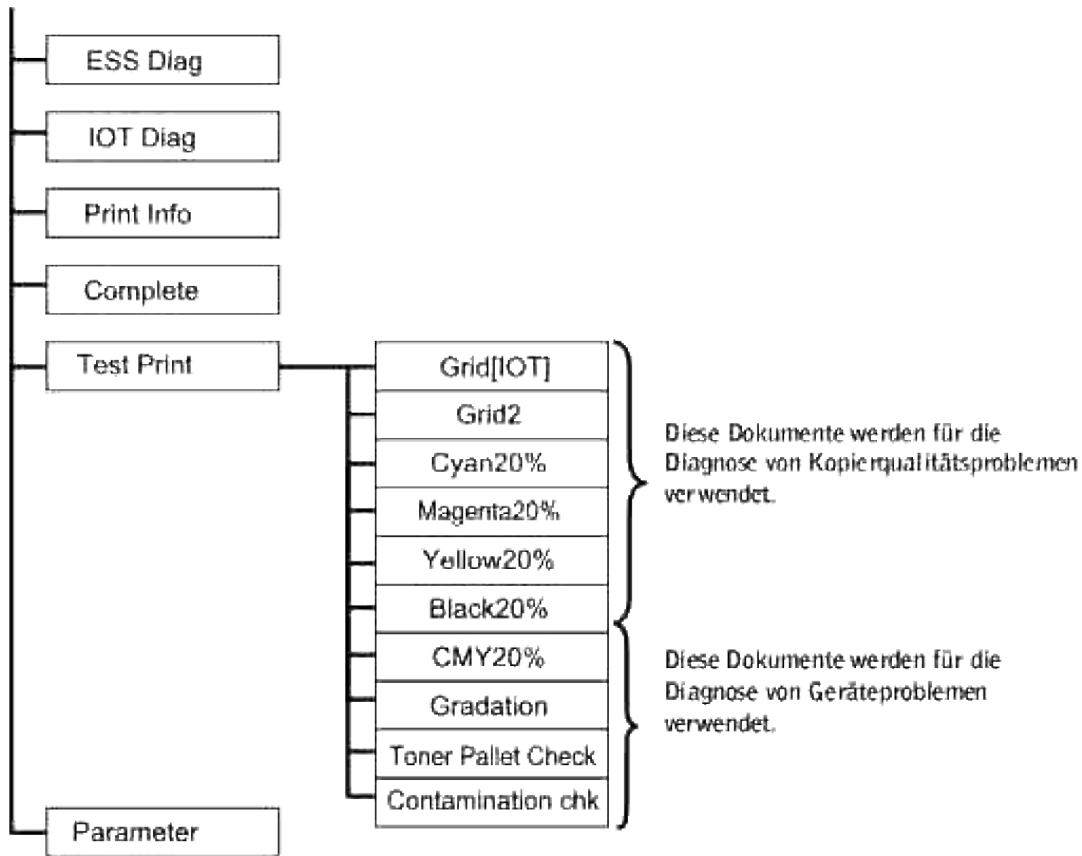 ESS Diag
IOT Diag
Print Info
Complete
Test Print
Grid[IOT]
Grid2
Cyan20%
Magenta20%
Yellow20%
Black20%
CMY20%
Gradation
Toner Pallet Check
Contamination chk
Diese Dokumente werden für die
Diagnose von Kopierqualitätsproblemen
verwendet.
Diese Dokumente werden für die
Diagnose von Geräteproblemen
verwendet.
Parameter